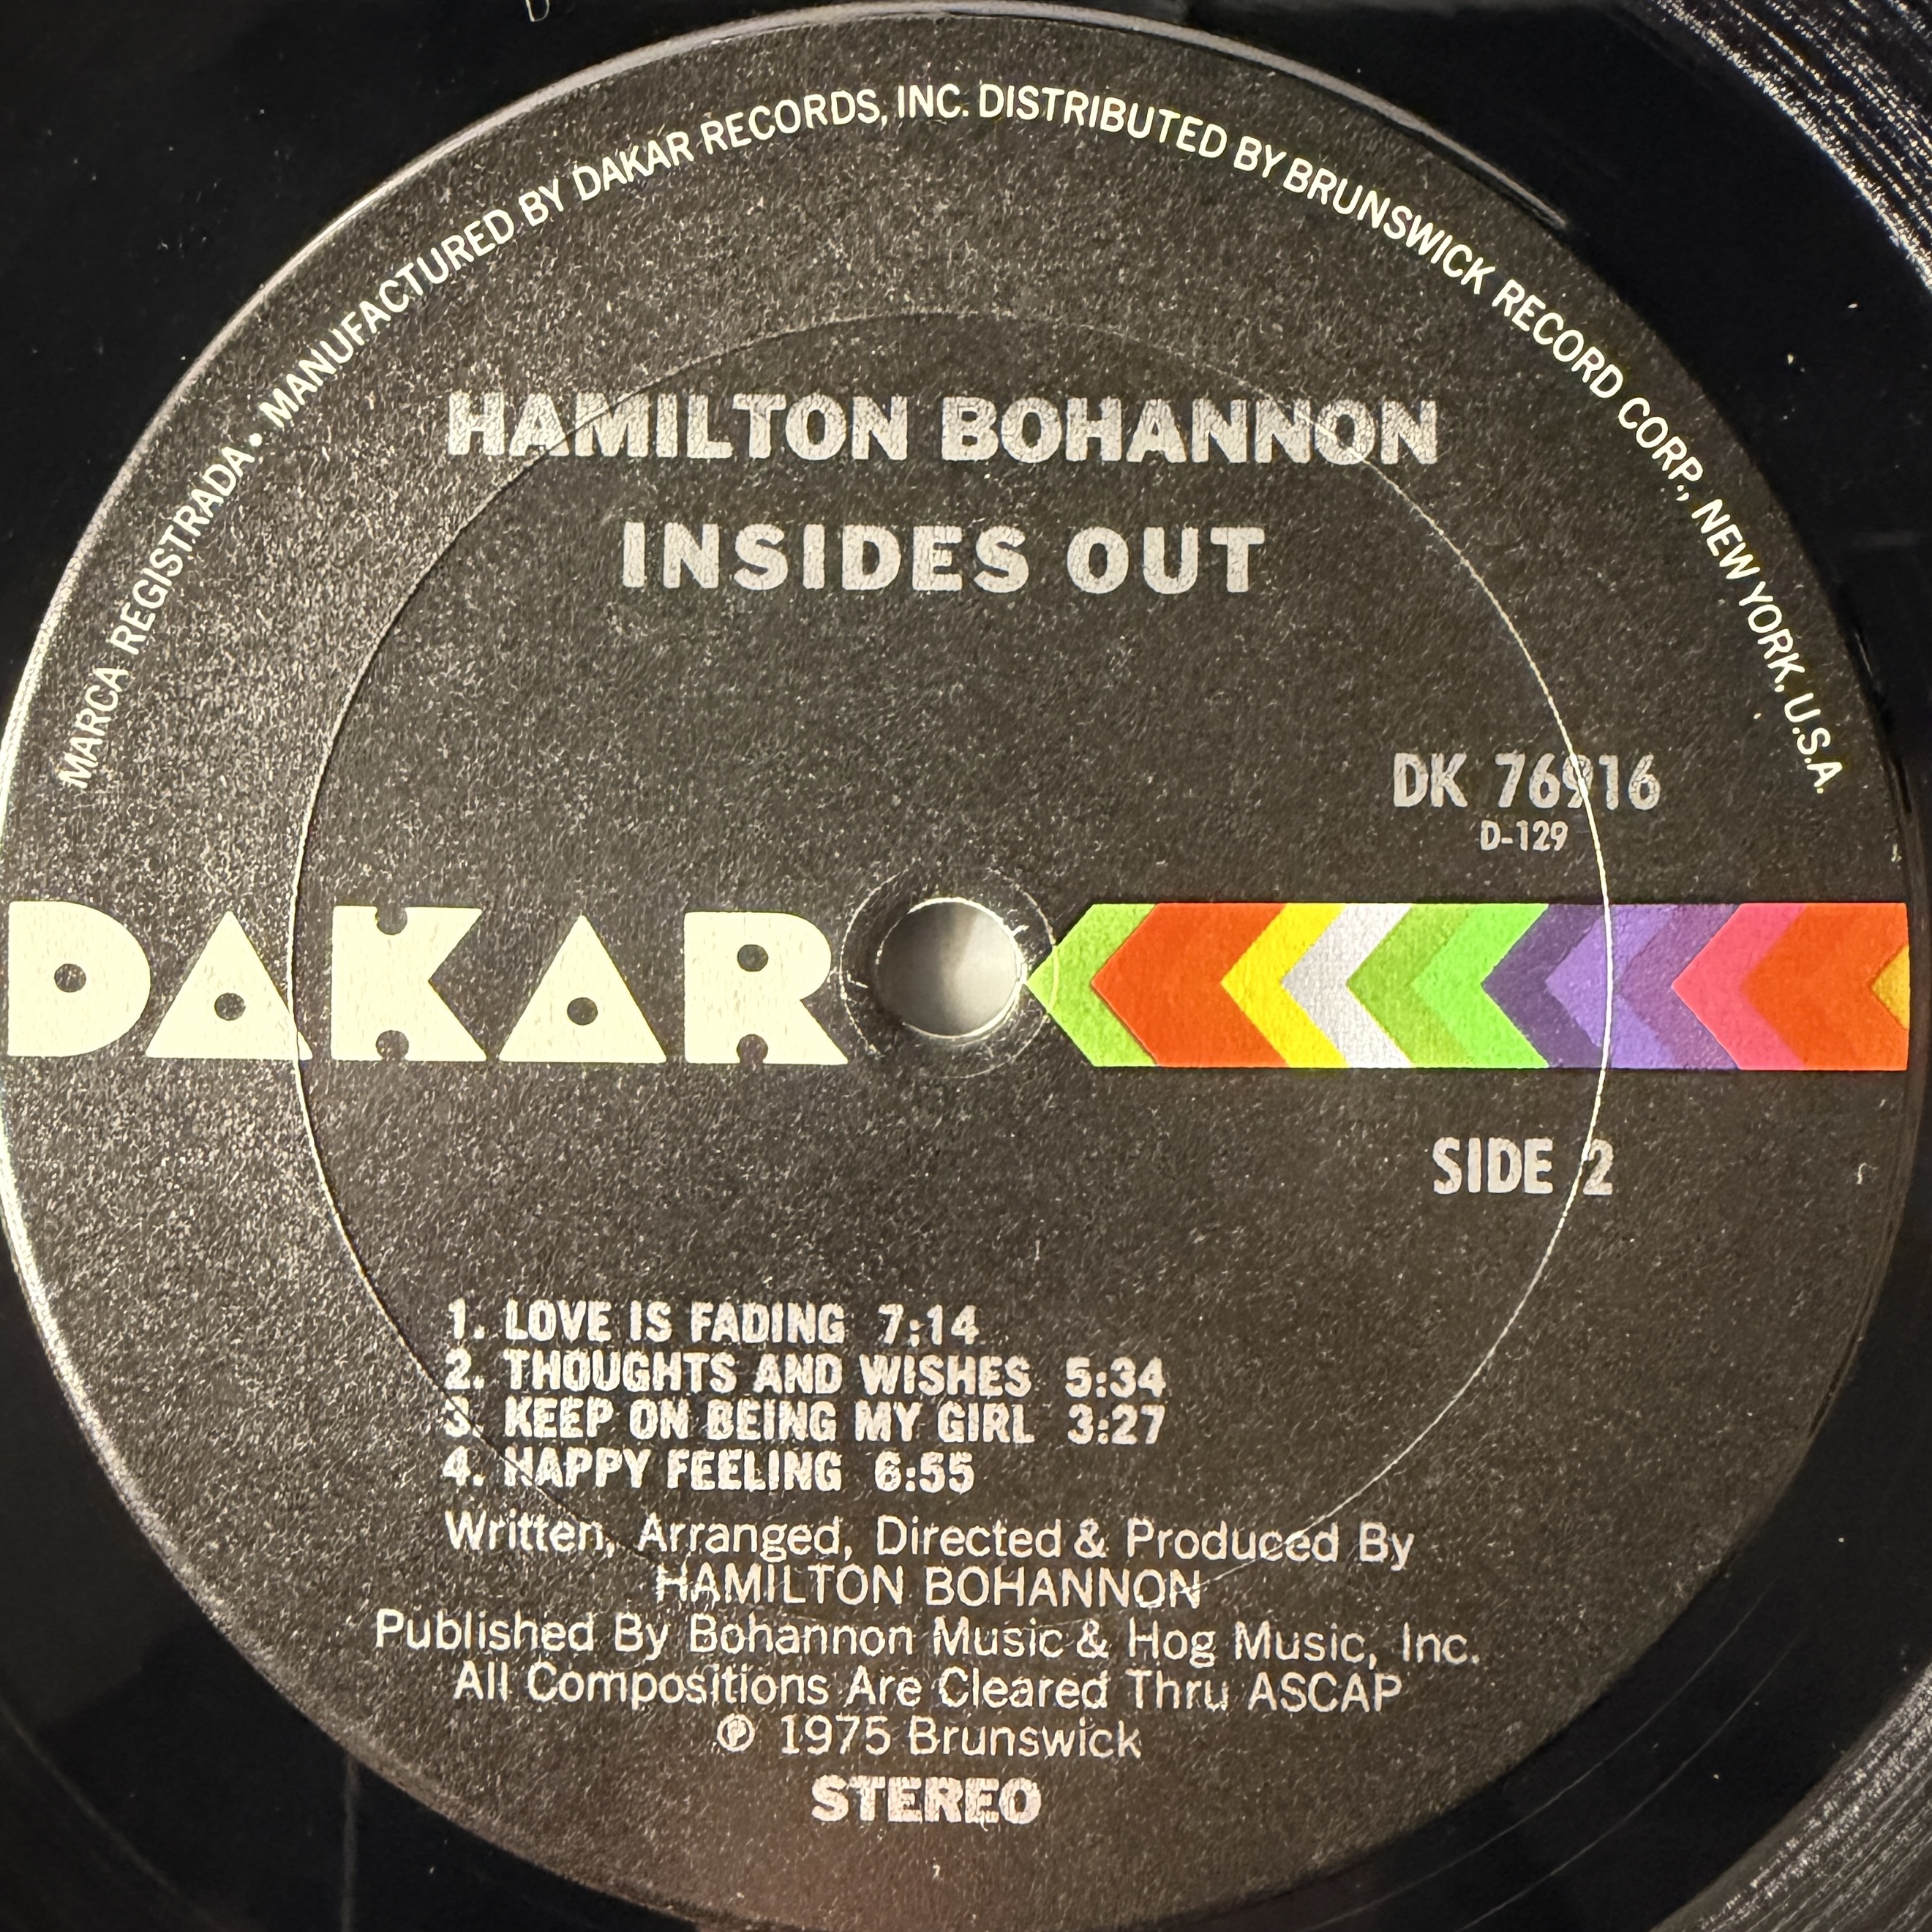 MARCA REGISTRADA • MANUFACTURED BY DAKAR RECORDS, INC. DISTRIBUTED BY BRUNSWICK RECORD CORP., NEW YORK, U.S.A.
HAMILTON BOHANNON
INSIDES OUT
DK 76916
D-129
DAKAR
SIDE 2
1. LOVE IS FADING 7:14
2. THOUGHTS AND WISHES 5:34
3. KEEP ON BEING MY GIRL 3:27
4. HAPPY FEELING 6:55
Written, Arranged, Directed & Produced By
HAMILTON BOHANNON
Published By Bohannon Music & Hog Music, Inc.
All Compositions Are Cleared Thru ASCAP
℗ 1975 Brunswick
STEREO